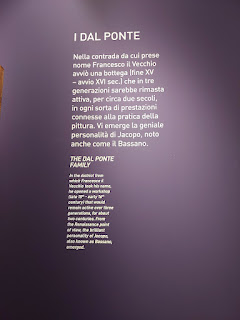 I DAL PONTE
Nella contrada da cui prese
nome Francesco il Vecchio
avviò una bottega (fine XV
– avvio XVI sec.) che in tre
generazioni sarebbe rimasta
attiva, per circa due secoli,
in ogni sorta di prestazioni
connesse alla pratica della
pittura. Vi emerge la geniale
personalità di Jacopo, noto
anche come il Bassano.
THE DAL PONTE
FAMILY
In the district from
which Francesco il
Vecchio took his name,
he opened a workshop
(late 15th - early 16th
century) that would
remain active over three
generations, for about
two centuries. From
the Renaissance point
of view, the brilliant
personality of Jacopo,
also known as Bassano,
emerged.